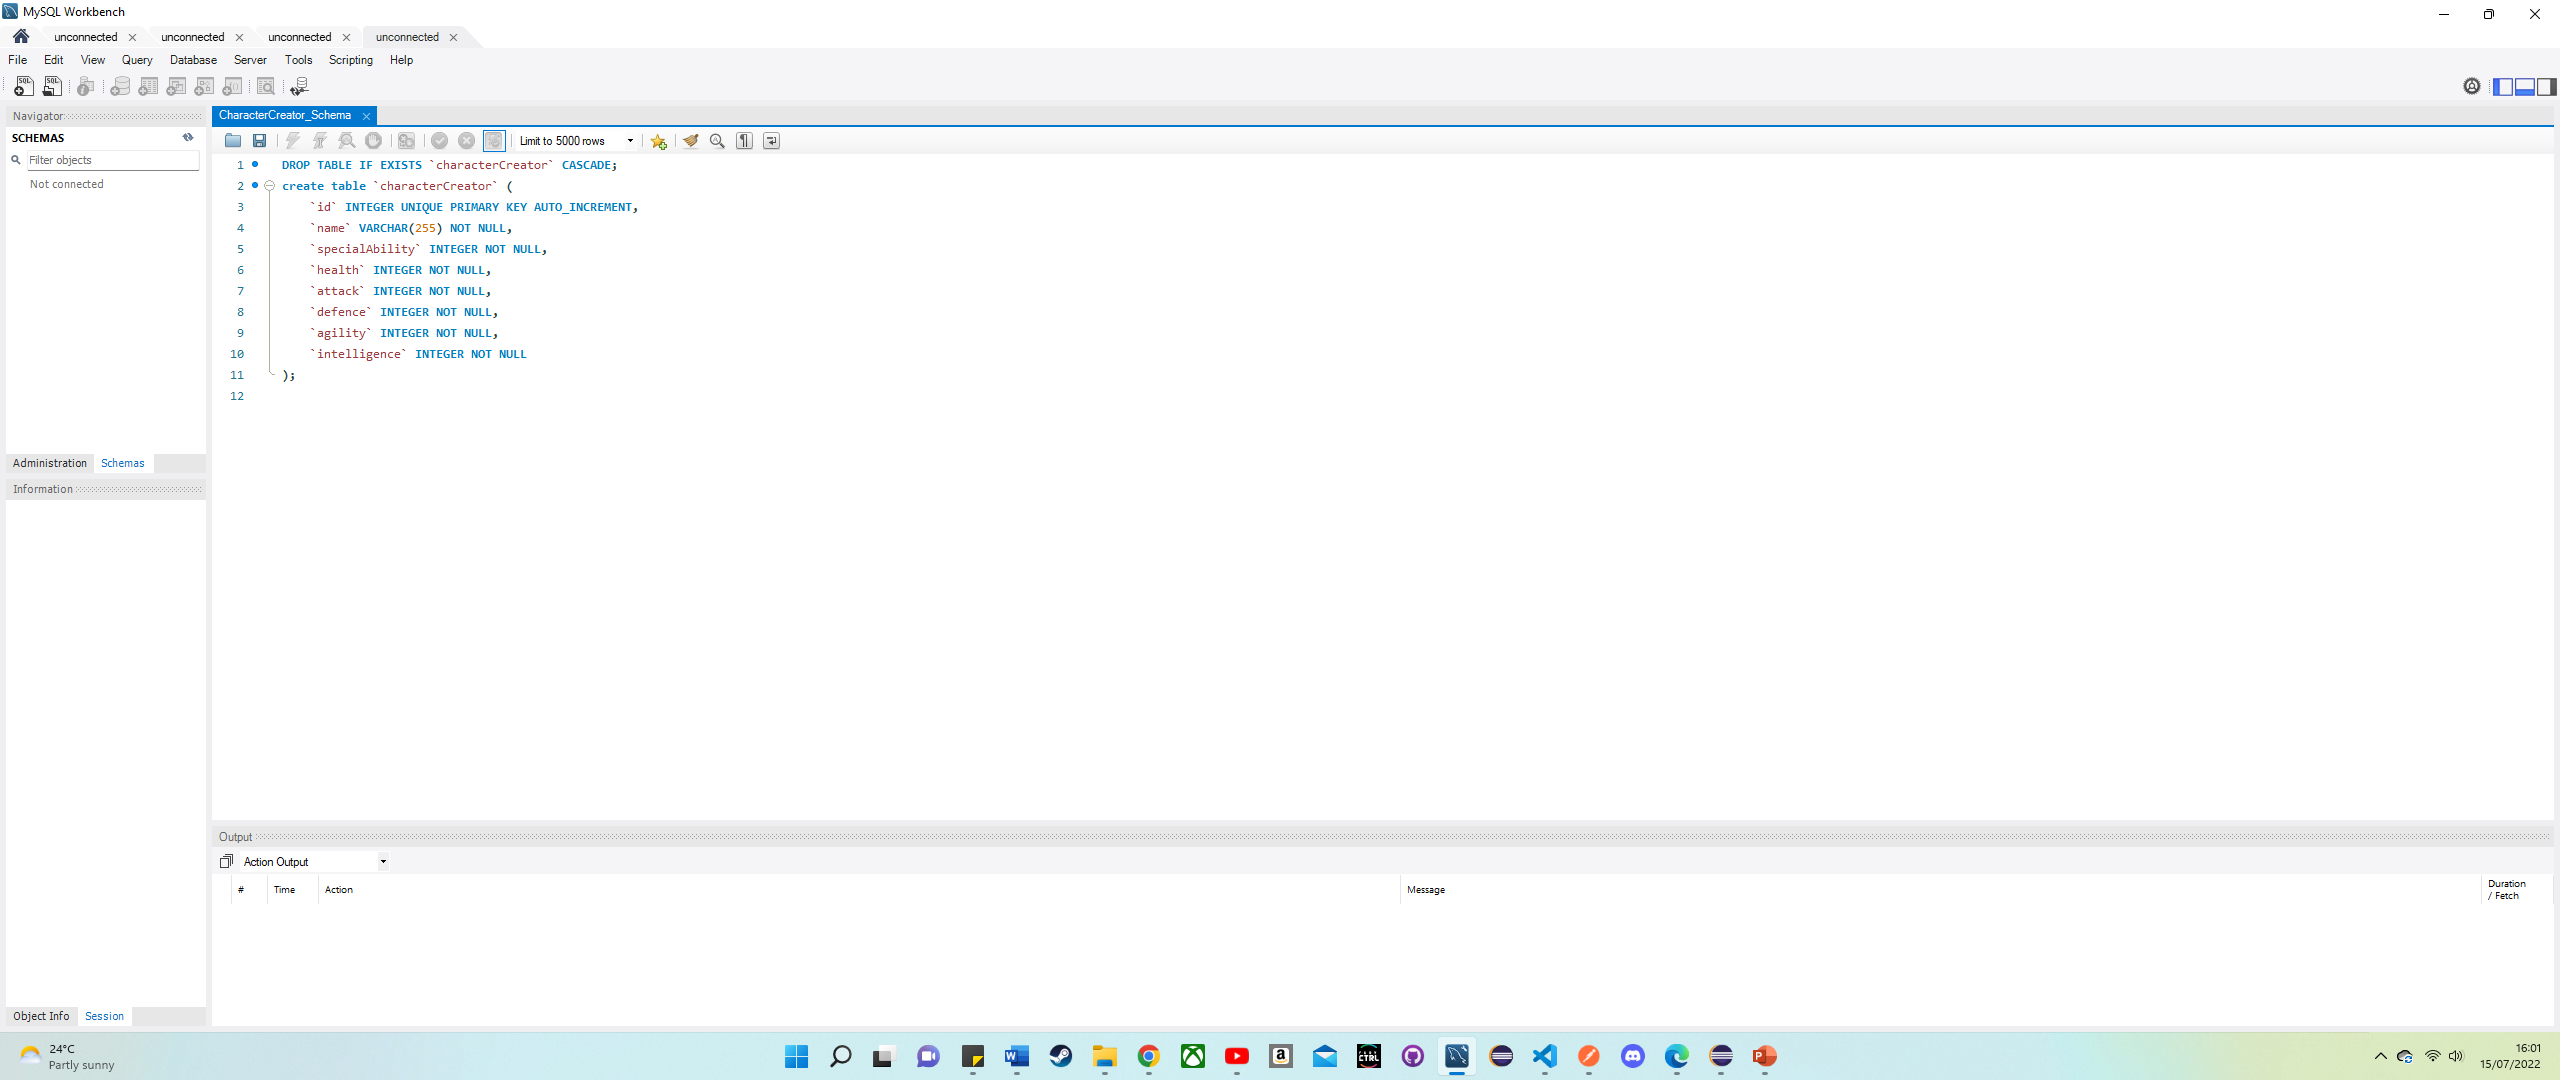 MySQL Workbench
unconnected unconnected unconnected unconnected
File Edit View Query Database Server Tools Scripting Help
Navigator
SCHEMAS
Filter objects
Not connected
Administration Schemas
Information
Object Info Session
CharacterCreator_Schema
Limit to 5000 rows
1 DROP TABLE IF EXISTS `characterCreator` CASCADE;
2 create table `characterCreator` (
3 `id` INTEGER UNIQUE PRIMARY KEY AUTO_INCREMENT,
4 `name` VARCHAR(255) NOT NULL,
5 `specialAbility` INTEGER NOT NULL,
6 `health` INTEGER NOT NULL,
7 `attack` INTEGER NOT NULL,
8 `defence` INTEGER NOT NULL,
9 `agility` INTEGER NOT NULL,
10 `intelligence` INTEGER NOT NULL
11 );
12
Output
Action Output
# Time Action Message Duration
/ Fetch
24°C
Partly sunny
16:01
15/07/2022